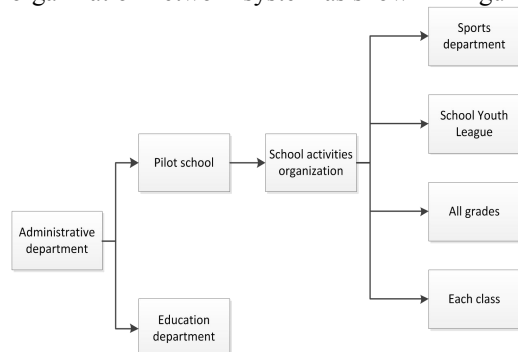 organization network system as shown in
Sports
department
School Youth
League
Pilot school
School activities
organization
All grades
Administrative
department
Each class
Education
department